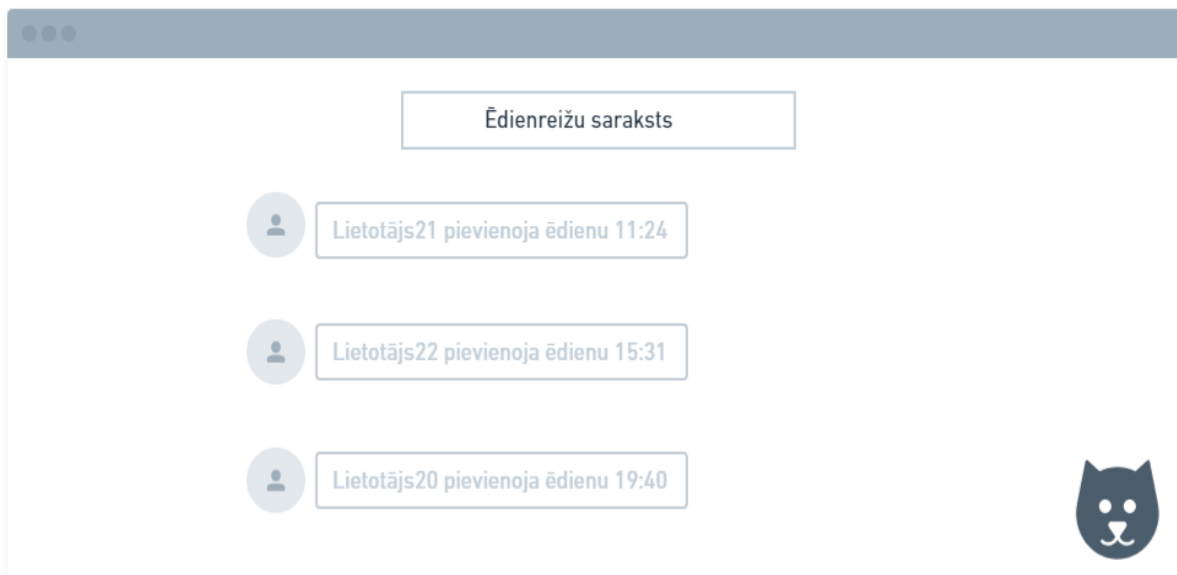 Ēdienreižu saraksts
Lietotājs21 pievienoja ēdienu 11:24
Lietotājs22 pievienoja ēdienu 15:31
Lietotājs20 pievienoja ēdienu 19:40